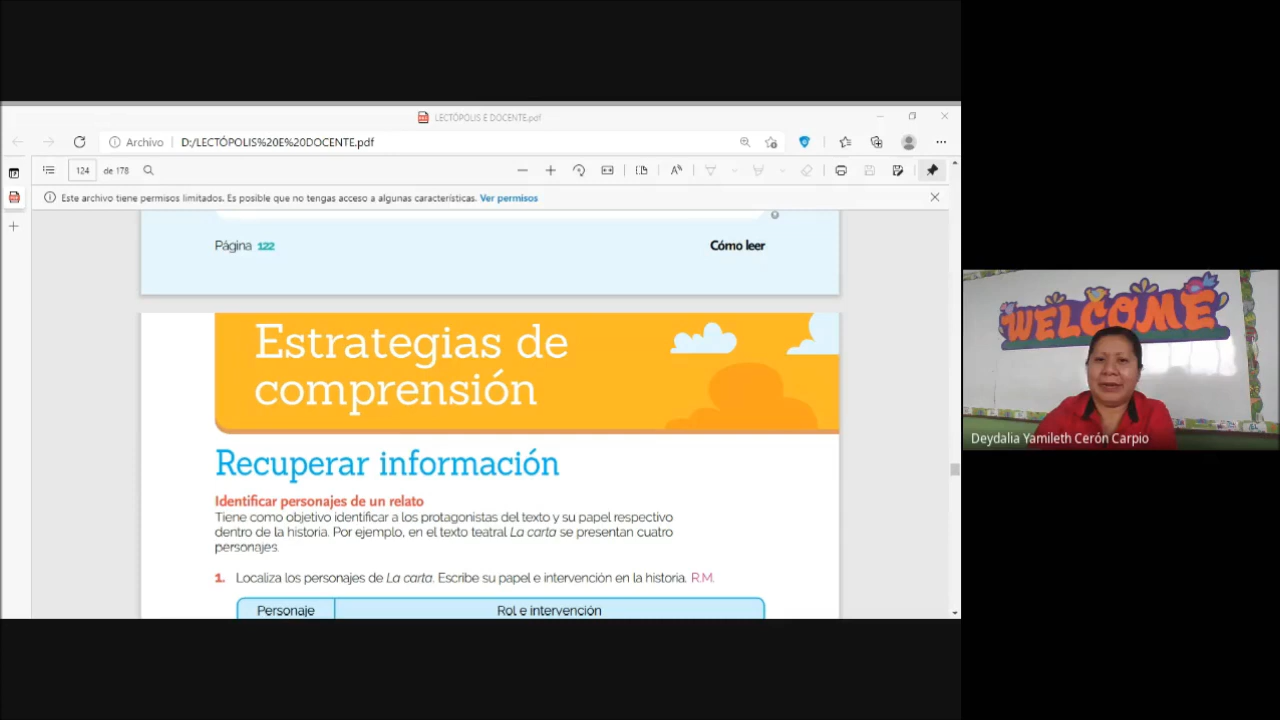 LECTÓPOLIS E DOCENTE.pdf
Archivo
D:/LECTÓPOLIS%20E%20DOCENTE.pdf
124 de 178
Este archivo tiene permisos limitados. Es posible que no tengas acceso a algunas características. Ver permisos
Página 122
Cómo leer
Estrategias de
comprensión
Recuperar información
Identificar personajes de un relato
Tiene como objetivo identificar a los protagonistas del texto y su papel respectivo
dentro de la historia. Por ejemplo, en el texto teatral La carta se presentan cuatro
personajes.
1. Localiza los personajes de La carta. Escribe su papel e intervención en la historia. R.M.
Personaje
Rol e intervención
WELCOME
Deydalia Yamileth Cerón Carpio